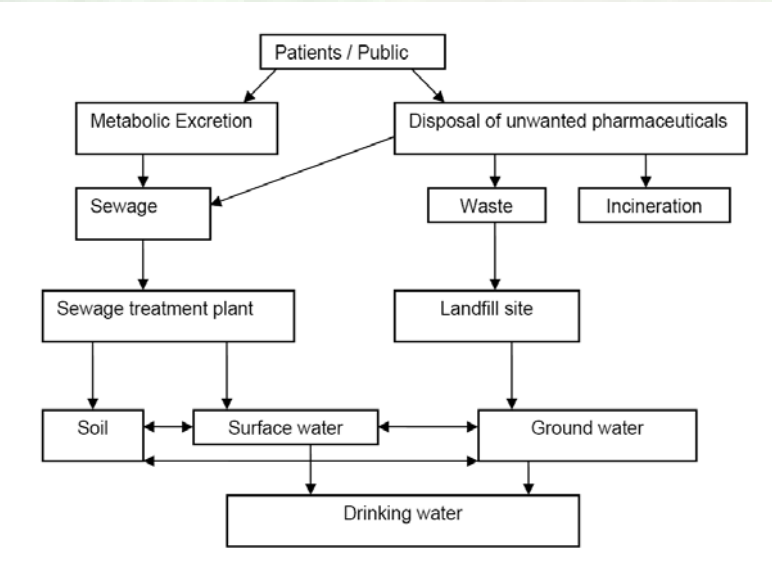 Patients / Public
Metabolic Excretion
Disposal of unwanted pharmaceuticals
Sewage
Waste
Incineration
Sewage treatment plant
Landfill site
Soil
Surface water
Ground water
Drinking water